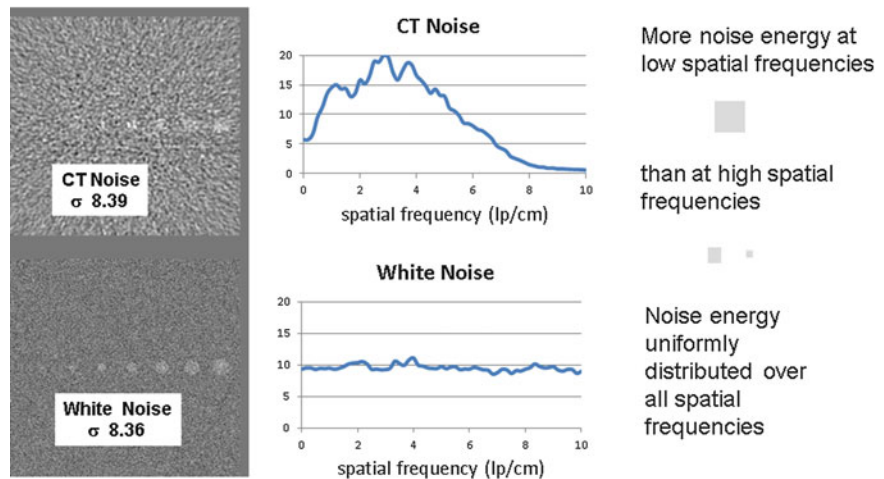 CT Noise
σ 8.39
White Noise
σ 8.36
CT Noise
20
15
10
5
0
0 2 4 6 8 10
spatial frequency (lp/cm)
White Noise
20
15
10
5
0
0 2 4 6 8 10
spatial frequency (lp/cm)
More noise energy at
low spatial frequencies
than at high spatial
frequencies
Noise energy
uniformly
distributed over
all spatial
frequencies